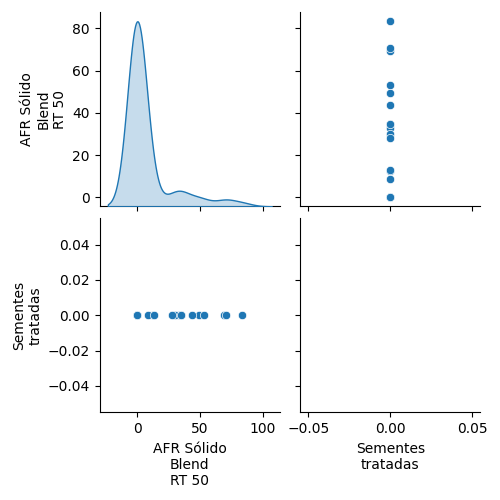 80
60
40
20
0
AFR Sólido
Blend
RT 50
0.04
0.02
0.00
−0.02
−0.04
Sementes
tratadas
0
50
100
AFR Sólido
Blend
RT 50
−0.05
0.00
0.05
Sementes
tratadas